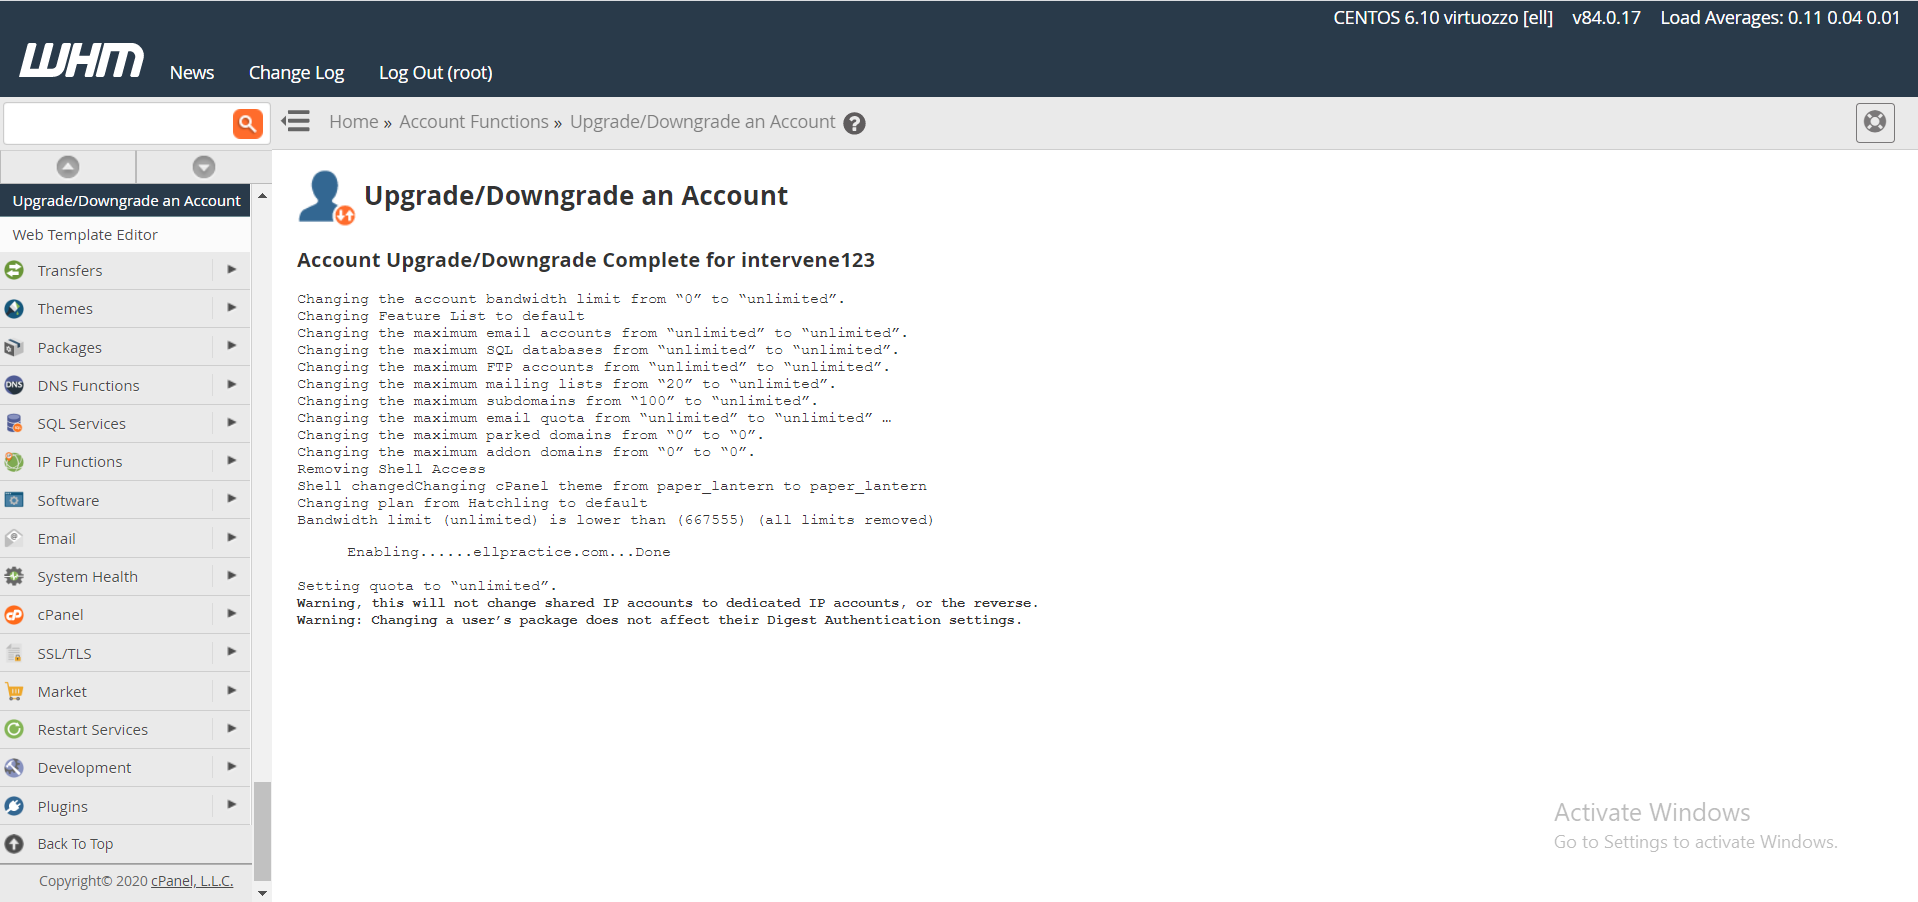 CENTOS 6.10 virtuozzo [ell] v84.0.17 Load Averages: 0.11 0.04 0.01
WHM News Change Log Log Out (root)
Home » Account Functions » Upgrade/Downgrade an Account ?
Upgrade/Downgrade an Account
Web Template Editor
Transfers
Themes
Packages
DNS DNS Functions
SQL Services
IP Functions
Software
Email
System Health
cP cPanel
SSL/TLS
Market
Restart Services
Development
Plugins
Back To Top
Copyright© 2020 cPanel, L.L.C.
Upgrade/Downgrade an Account
Account Upgrade/Downgrade Complete for intervene123
Changing the account bandwidth limit from “0” to “unlimited”.
Changing Feature List to default
Changing the maximum email accounts from “unlimited” to “unlimited”.
Changing the maximum SQL databases from “unlimited” to “unlimited”.
Changing the maximum FTP accounts from “unlimited” to “unlimited”.
Changing the maximum mailing lists from “20” to “unlimited”.
Changing the maximum subdomains from “100” to “unlimited”.
Changing the maximum email quota from “unlimited” to “unlimited” …
Changing the maximum parked domains from “0” to “0”.
Changing the maximum addon domains from “0” to “0”.
Removing Shell Access
Shell changedChanging cPanel theme from paper_lantern to paper_lantern
Changing plan from Hatchling to default
Bandwidth limit (unlimited) is lower than (667555) (all limits removed)
Enabling......ellpractice.com...Done
Setting quota to “unlimited”.
Warning, this will not change shared IP accounts to dedicated IP accounts, or the reverse.
Warning: Changing a user’s package does not affect their Digest Authentication settings.
Activate Windows
Go to Settings to activate Windows.